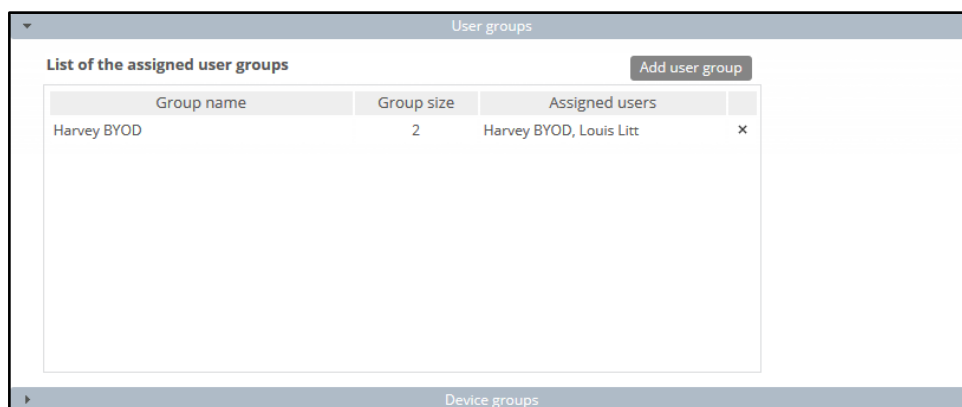 User groups
List of the assigned user groups
Add user group
Group name Group size Assigned users
Harvey BYOD 2 Harvey BYOD, Louis Litt ×
Device groups